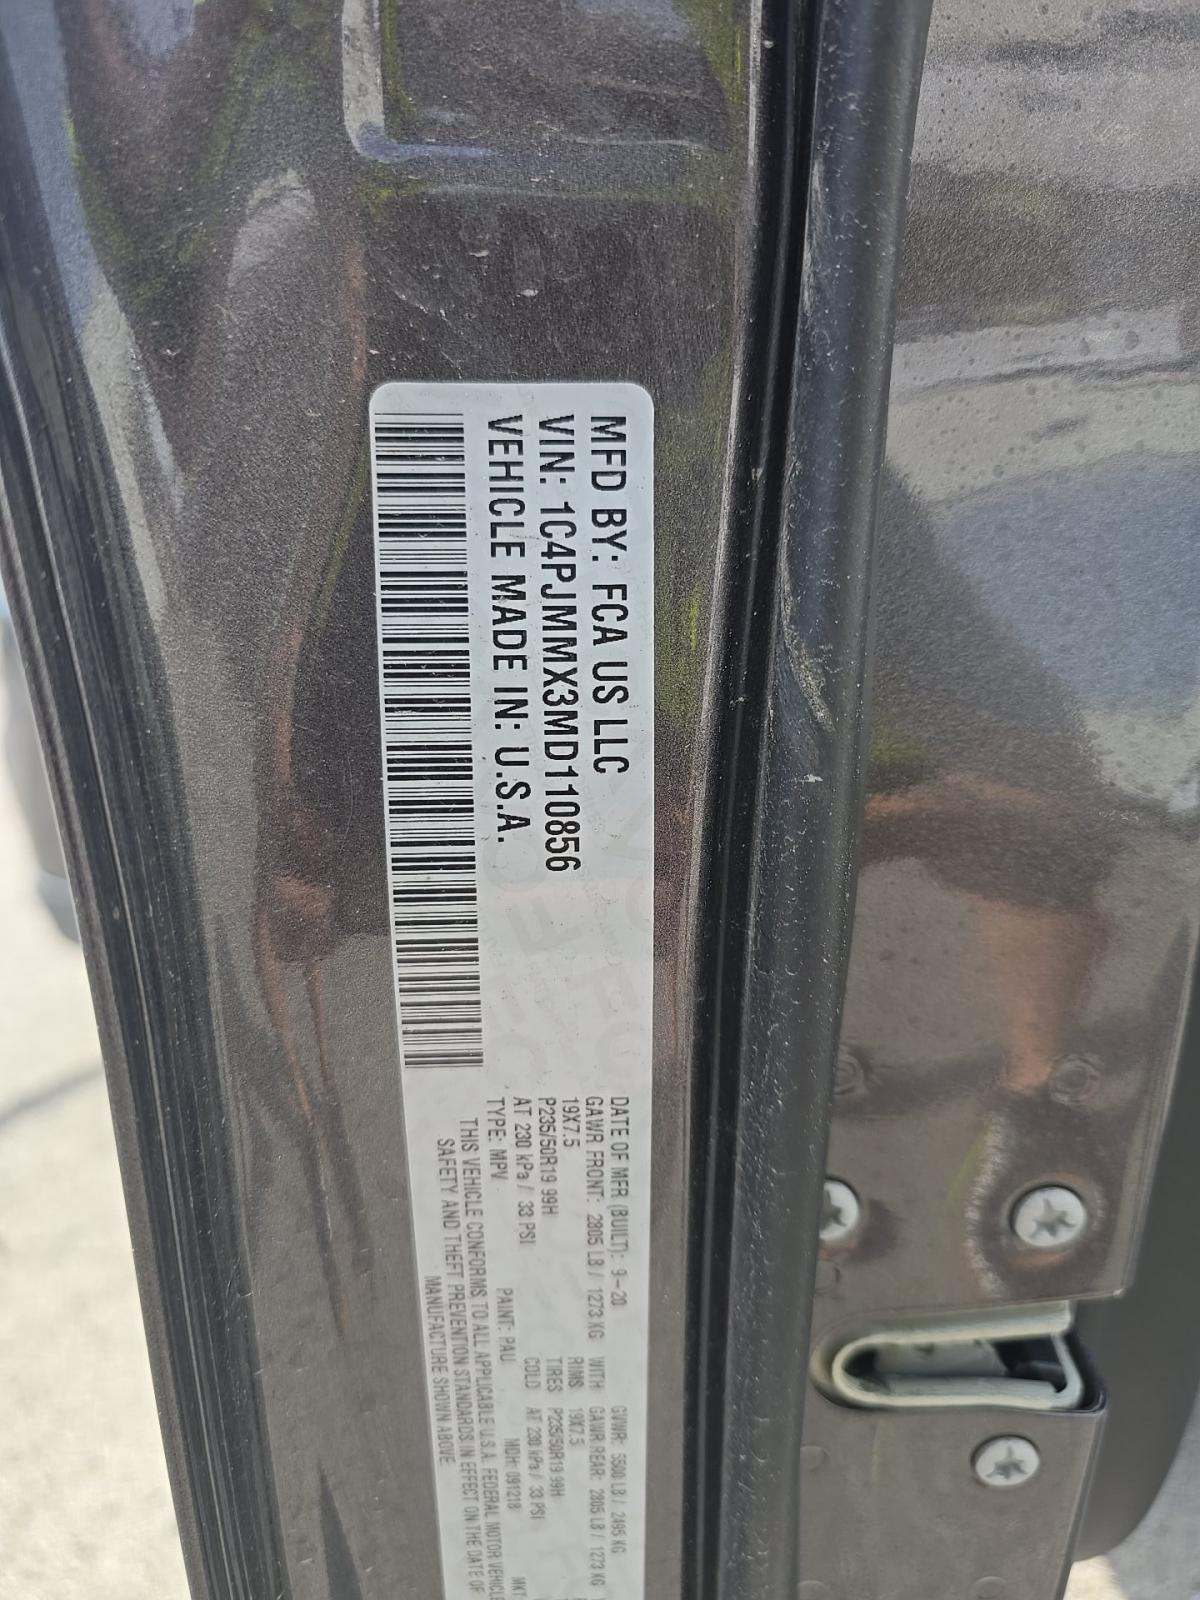 MFD BY: FCA US LLC
VIN: 1C4PJMMX3MD110856
VEHICLE MADE IN: U.S.A.
DATE OF MFR (BUILT): 9-20 GVWR: 5500 LB / 2495 KG
GAWR FRONT: 2805 LB / 1273 KG WITH GAWR REAR: 2805 LB / 1273 KG
19X7.5 RIMS 19X7.5
P235/50R19 99H TIRES P235/50R19 99H
AT 230 kPa / 33 PSI COLD AT 230 kPa / 33 PSI
TYPE: MPV PAINT: PAU MDH: 091218 MKT:
THIS VEHICLE CONFORMS TO ALL APPLICABLE U.S.A. FEDERAL MOTOR VEHICLE
SAFETY AND THEFT PREVENTION STANDARDS IN EFFECT ON THE DATE OF
MANUFACTURE SHOWN ABOVE.